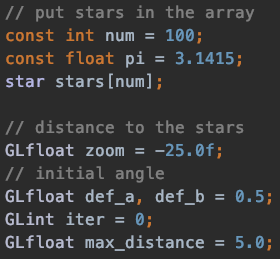 // put stars in the array
const int num = 100;
const float pi = 3.1415;
star stars[num];

// distance to the stars
GLfloat zoom = -25.0f;
// initial angle
GLfloat def_a, def_b = 0.5;
GLint iter = 0;
GLfloat max_distance = 5.0;